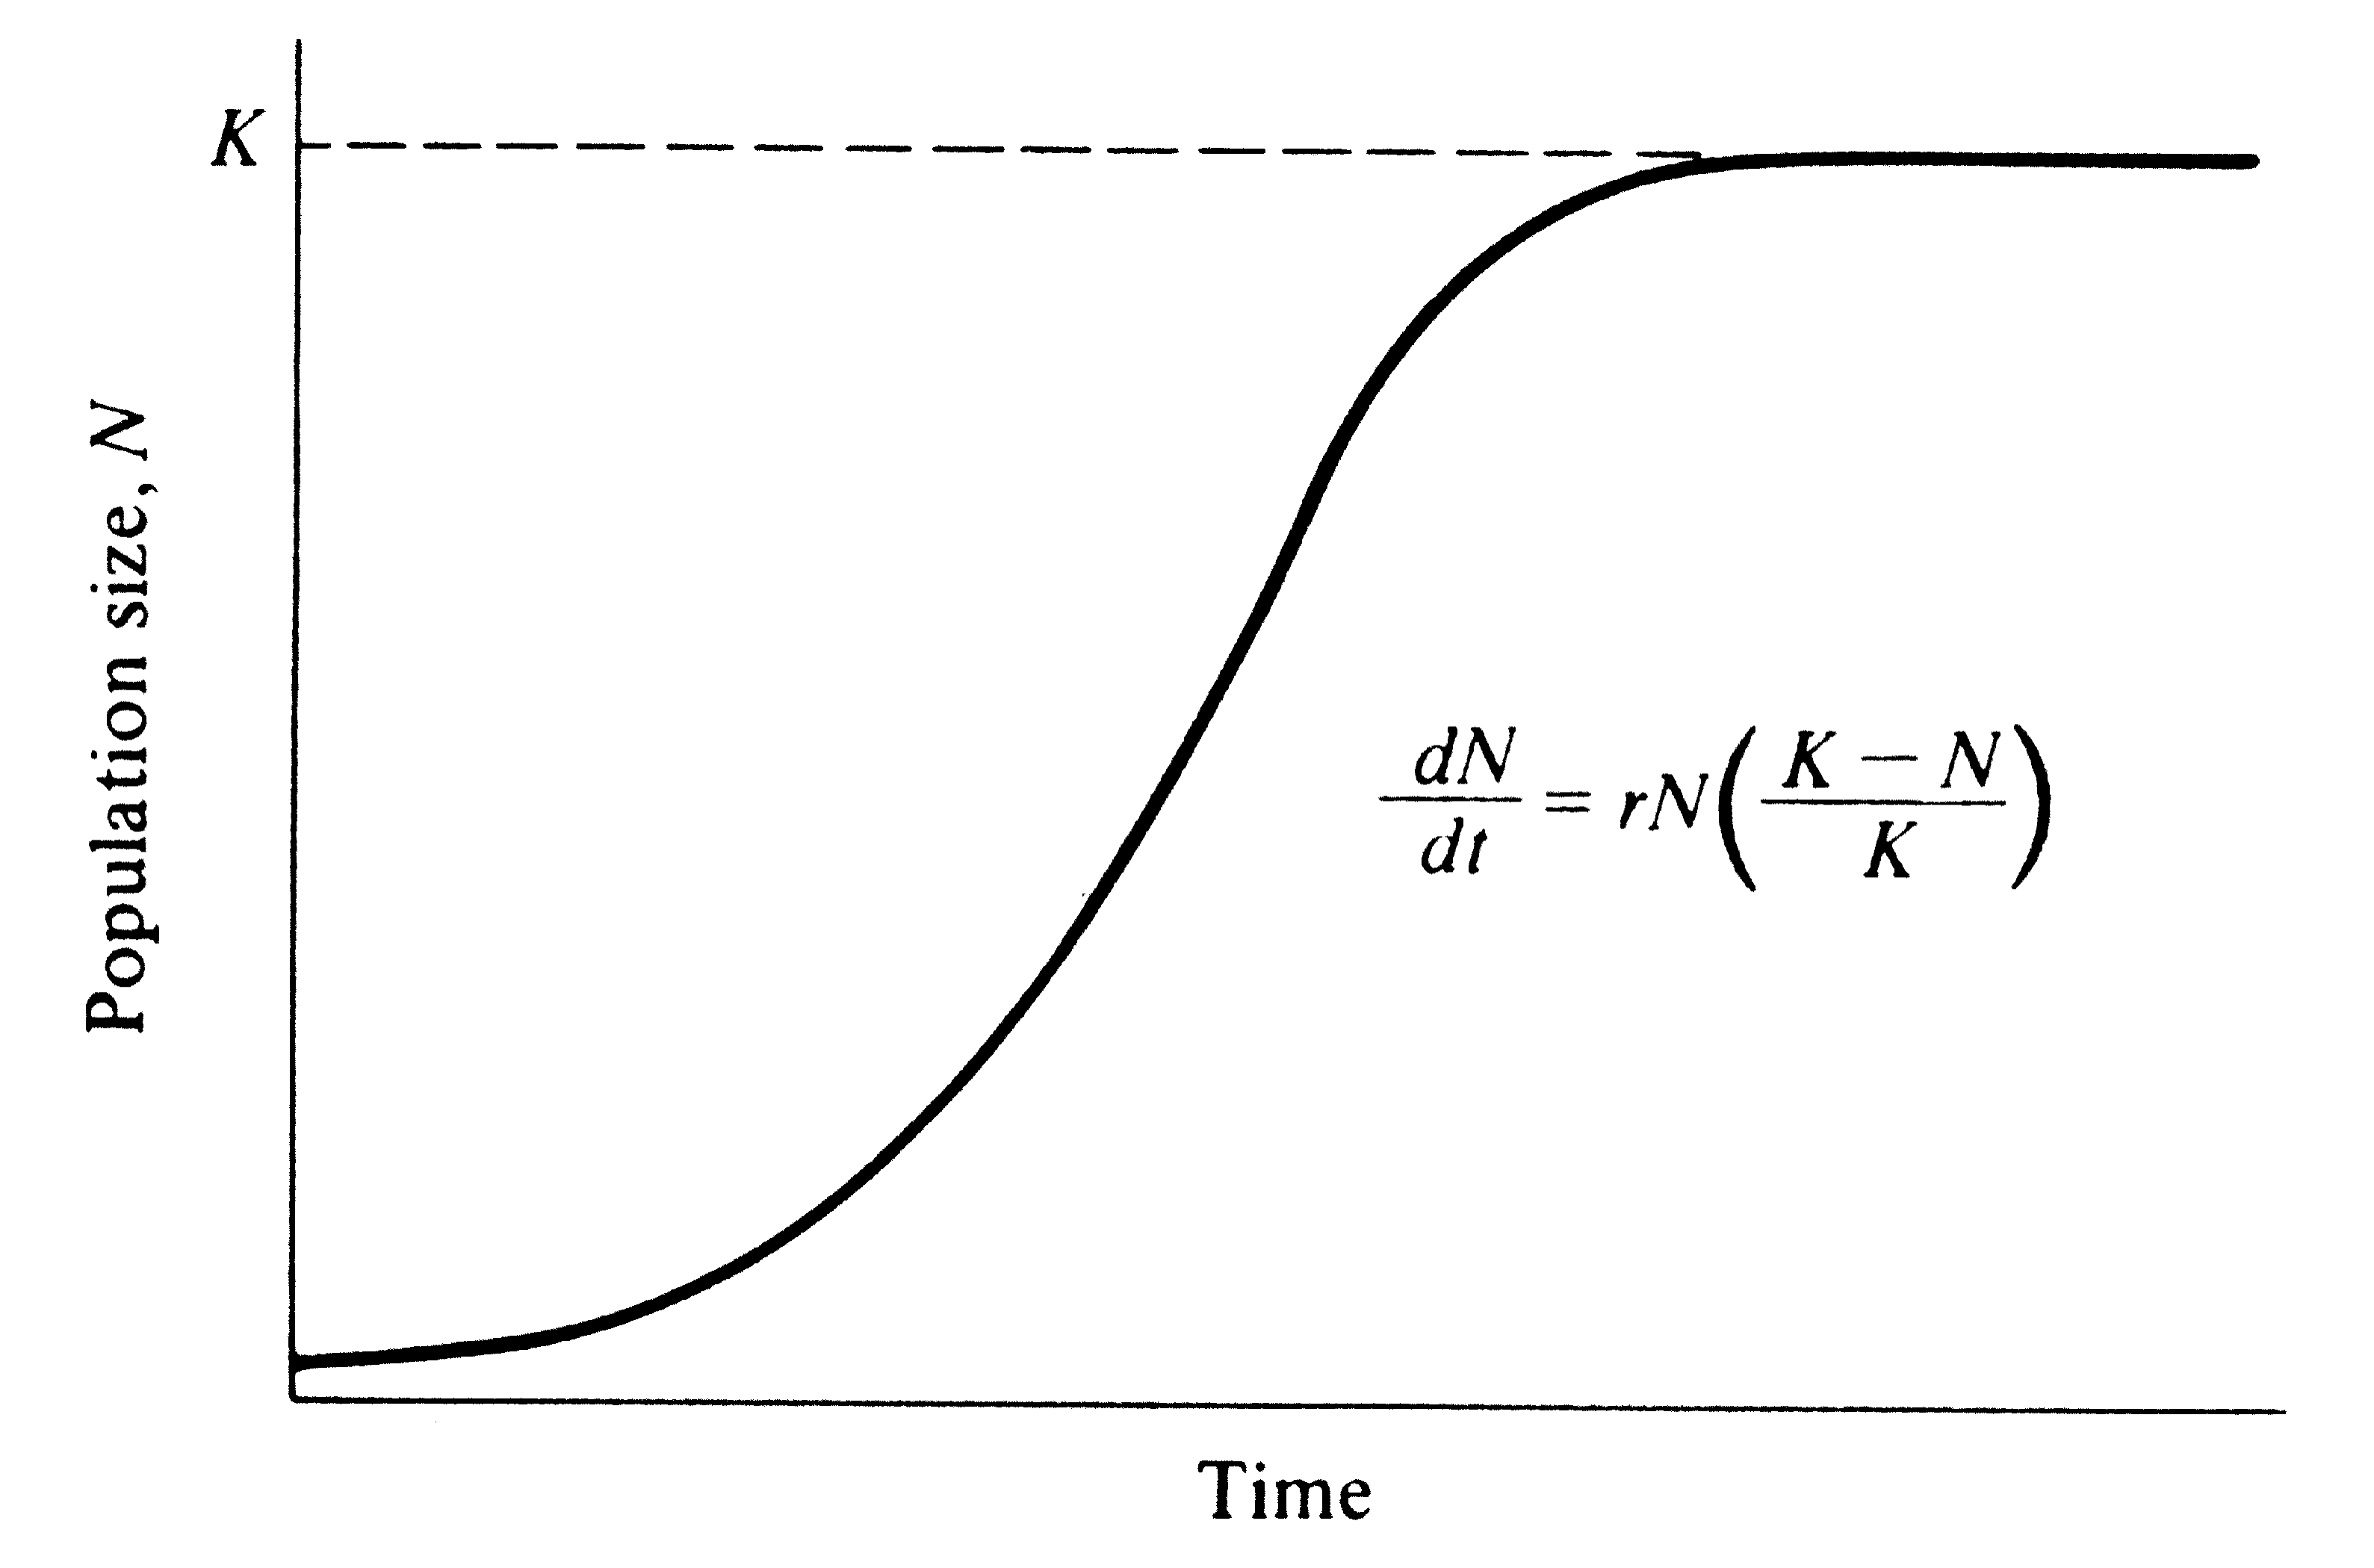 K
Population size, N
dN/dt = rN((K – N)/K)
Time